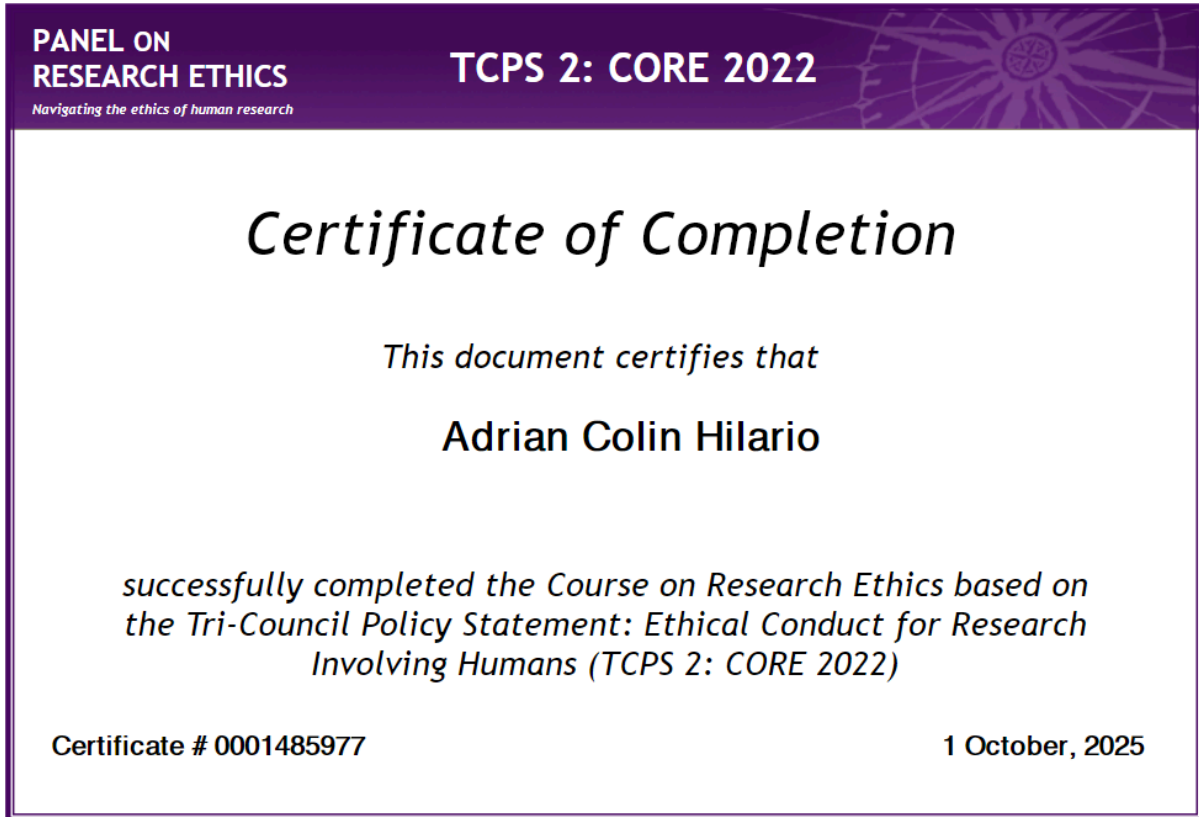 PANEL ON
RESEARCH ETHICS
Navigating the ethics of human research
TCPS 2: CORE 2022
Certificate of Completion
This document certifies that
Adrian Colin Hilario
successfully completed the Course on Research Ethics based on
the Tri-Council Policy Statement: Ethical Conduct for Research
Involving Humans (TCPS 2: CORE 2022)
Certificate # 0001485977
1 October, 2025